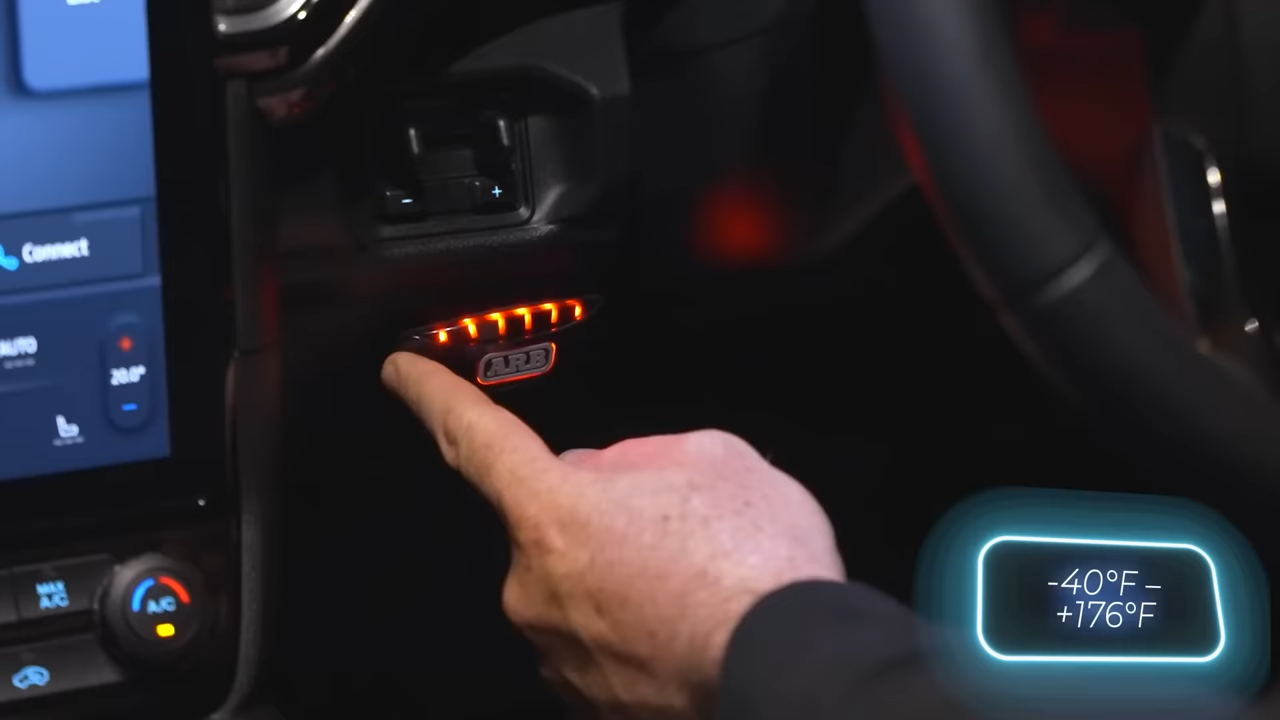 Connect
- +
AUTO
20.0°
ARB
MAX
A/C
A/C
-40°F –
+176°F